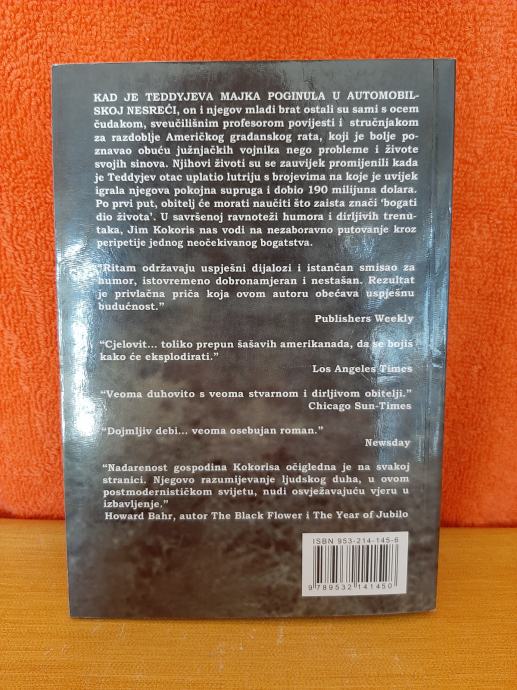 KAD JE TEDDYJEVA MAJKA POGINULA U AUTOMOBIL-
SKOJ NESREĆI, on i njegov mlađi brat ostali su sami s ocem
čudakom, sveučilišnim profesorom povijesti i stručnjakom
za razdoblje Američkog građanskog rata, koji je bolje po-
znavao obuću južnjačkih vojnika nego probleme i živote
svojih sinova. Njihovi životi su se zauvijek promijenili kada
je Teddyjev otac uplatio lutriju s brojevima na koje je uvijek
igrala njegova pokojna supruga i dobio 190 milijuna dolara.
Po prvi put, obitelj će morati naučiti što zaista znači ‘bogati
dio života’. U savršenoj ravnoteži humora i dirljivih trenu-
taka, Jim Kokoris nas vodi na nezaboravno putovanje kroz
peripetije jednog neočekivanog bogatstva.
“Ritam održavaju uspješni dijalozi i istančan smisao za
humor, istovremeno dobronamjeran i nestašan. Rezultat
je privlačna priča koja ovom autoru obećava uspješnu
budućnost.”
Publishers Weekly
“Cjelovit... toliko prepun šašavih amerikanada, da se bojiš
kako će eksplodirati.”
Los Angeles Times
“Veoma duhovito s veoma stvarnom i dirljivom obitelji.”
Chicago Sun-Times
“Dojmljiv debi... veoma osebujan roman.”
Newsday
“Nadarenost gospodina Kokorisa očigledna je na svakoj
stranici. Njegovo razumijevanje ljudskog duha, u ovom
postmodernističkom svijetu, nudi osvježavajuću vjeru u
izbavljenje.”
Howard Bahr, autor The Black Flower i The Year of Jubilo
ISBN 953-214-145-6
9 789532 141450